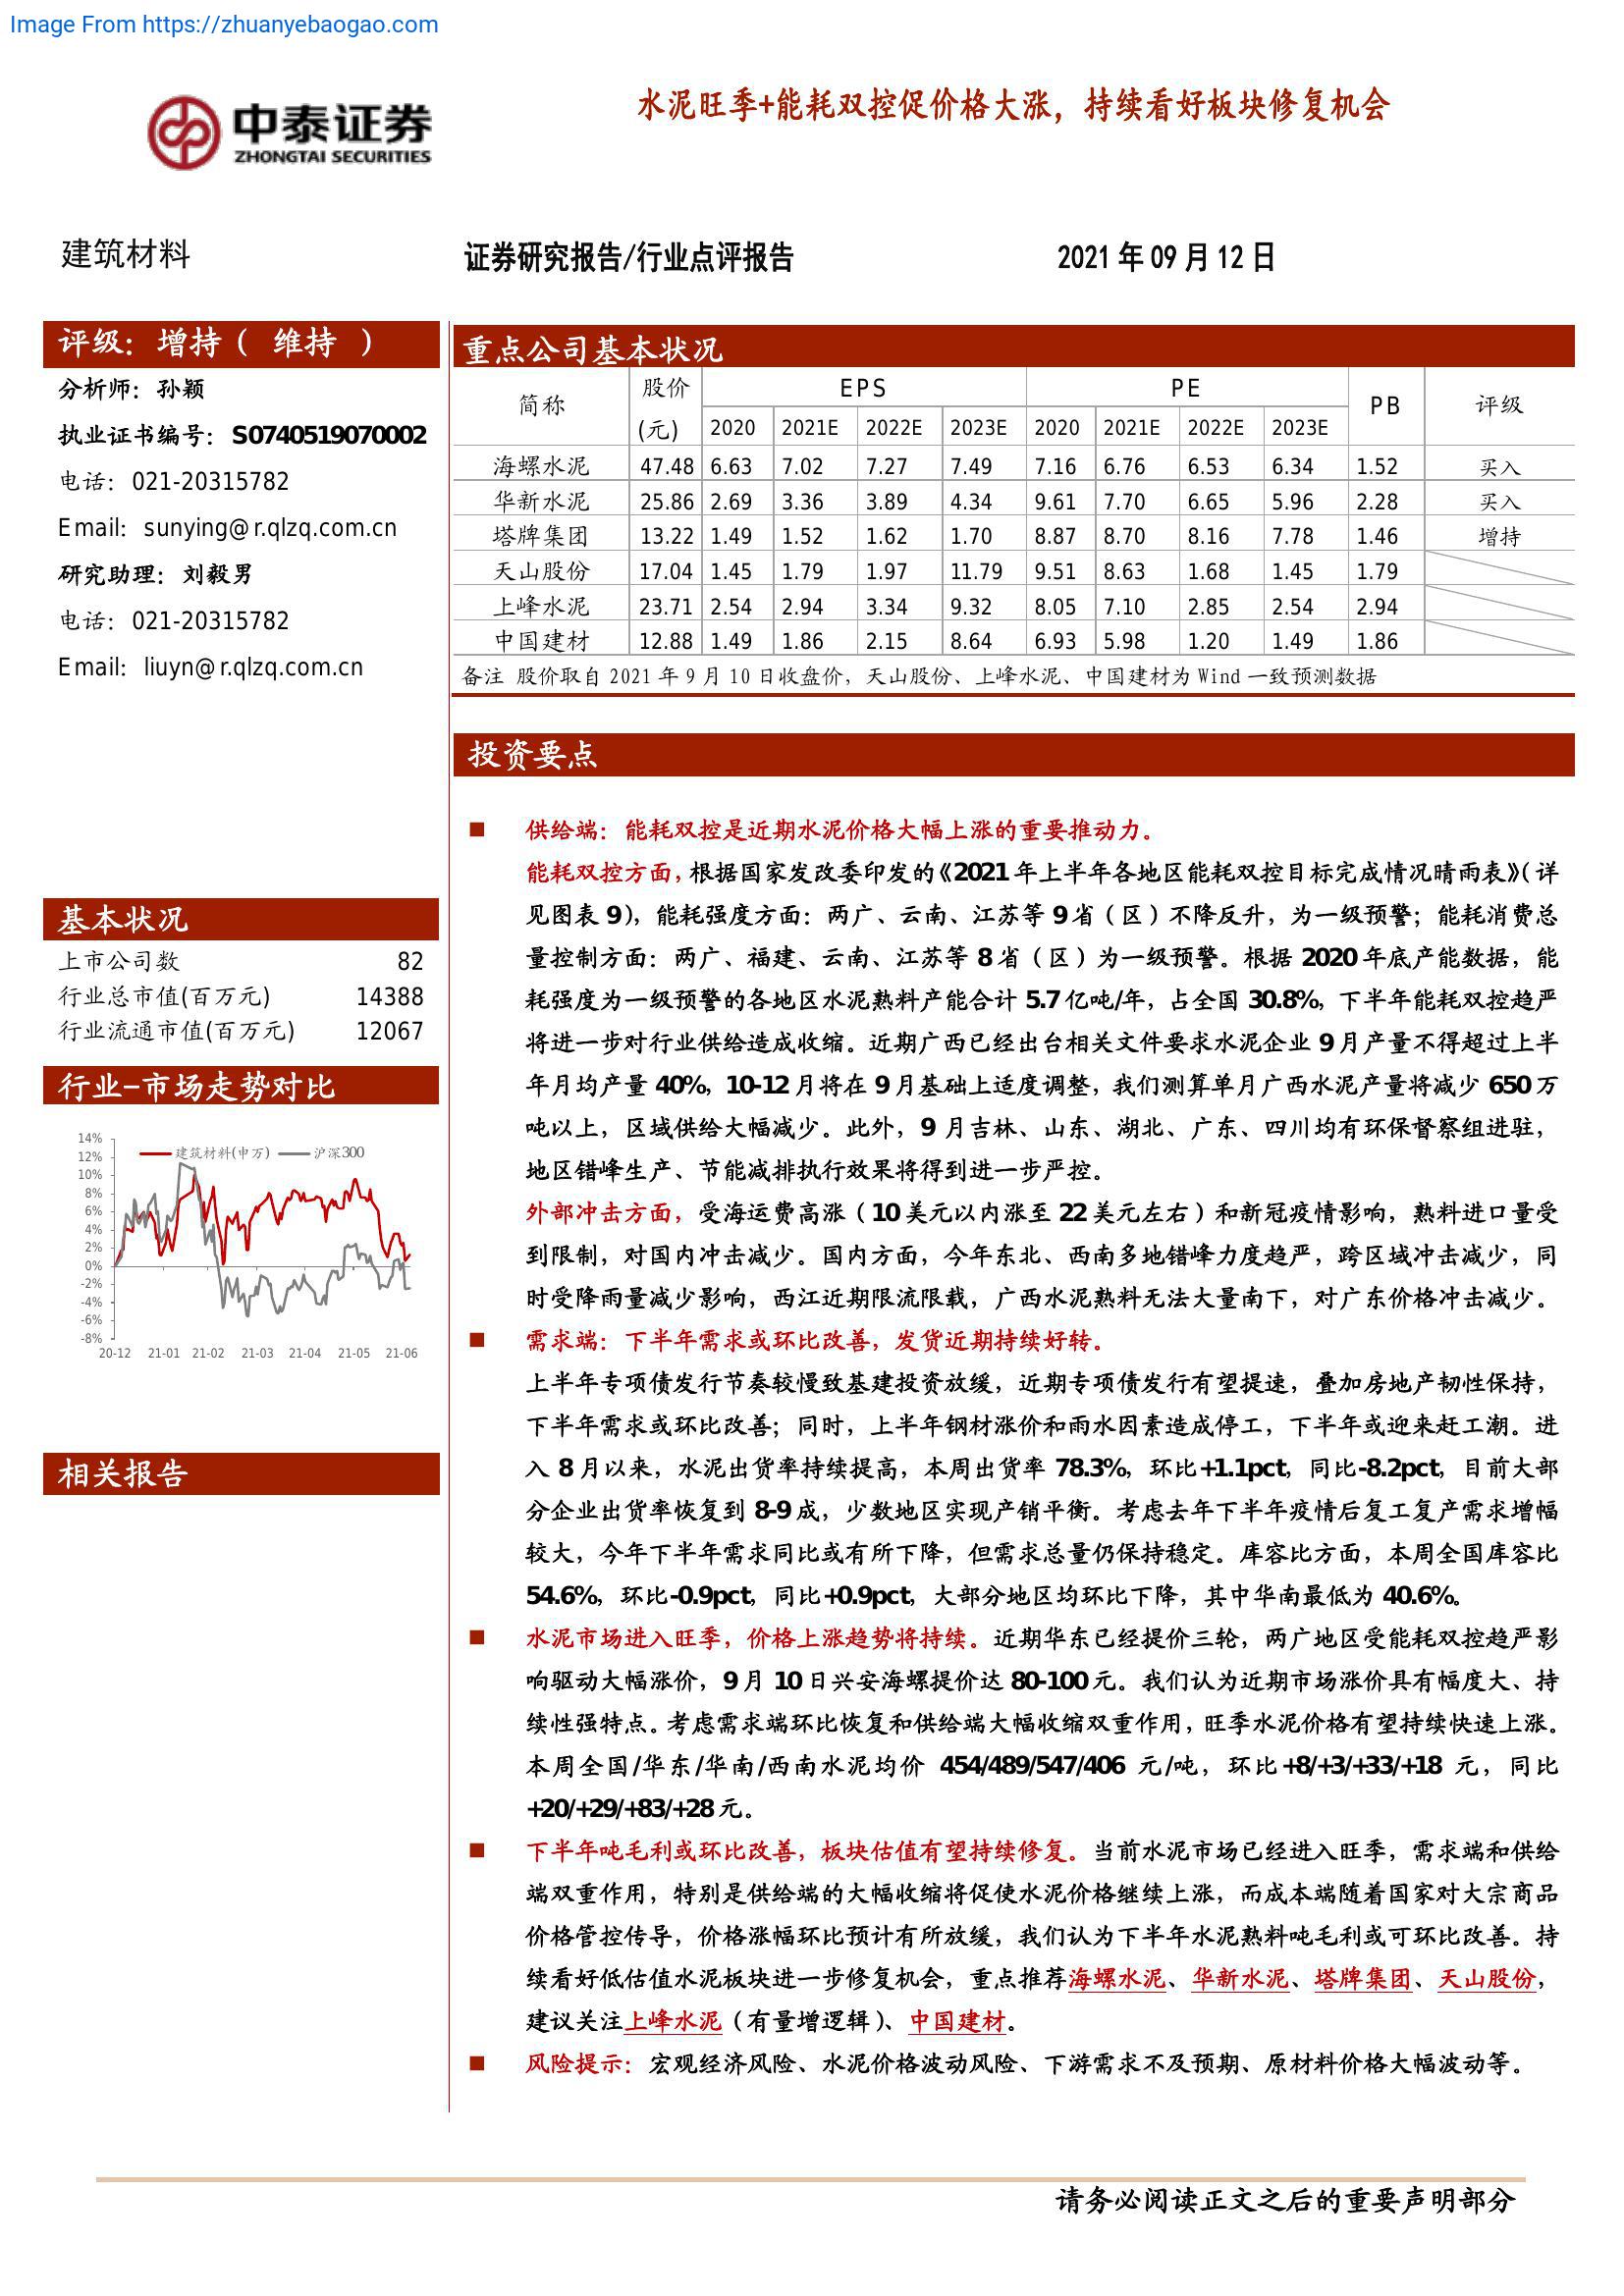 Image From https://zhuanyebaogao.com
中泰证券
ZHONGTAI SECURITIES
水泥旺季+能耗双控促价格大涨，持续看好板块修复机会
建筑材料
证券研究报告/行业点评报告
2021 年 09 月 12 日
评级：增持（ 维持 ）
分析师：孙颖
执业证书编号：S0740519070002
电话：021-20315782
Email：sunying@r.qlzq.com.cn
研究助理：刘毅男
电话：021-20315782
Email：liuyn@r.qlzq.com.cn
基本状况
上市公司数 82
行业总市值(百万元) 14388
行业流通市值(百万元) 12067
行业-市场走势对比
建筑材料(申万) 沪深300
14%
12%
10%
8%
6%
4%
2%
0%
-2%
-4%
-6%
-8%
20-12 21-01 21-02 21-03 21-04 21-05 21-06
相关报告
重点公司基本状况
简称 股价(元) EPS PE PB 评级
2020 2021E 2022E 2023E 2020 2021E 2022E 2023E
海螺水泥 47.48 6.63 7.02 7.27 7.49 7.16 6.76 6.53 6.34 1.52 买入
华新水泥 25.86 2.69 3.36 3.89 4.34 9.61 7.70 6.65 5.96 2.28 买入
塔牌集团 13.22 1.49 1.52 1.62 1.70 8.87 8.70 8.16 7.78 1.46 增持
天山股份 17.04 1.45 1.79 1.97 11.79 9.51 8.63 1.68 1.45 1.79
上峰水泥 23.71 2.54 2.94 3.34 9.32 8.05 7.10 2.85 2.54 2.94
中国建材 12.88 1.49 1.86 2.15 8.64 6.93 5.98 1.20 1.49 1.86
备注 股价取自 2021 年 9 月 10 日收盘价，天山股份、上峰水泥、中国建材为 Wind 一致预测数据
投资要点
■ 供给端：能耗双控是近期水泥价格大幅上涨的重要推动力。
能耗双控方面，根据国家发改委印发的《2021 年上半年各地区能耗双控目标完成情况晴雨表》（详
见图表 9），能耗强度方面：两广、云南、江苏等 9 省（区）不降反升，为一级预警；能耗消费总
量控制方面：两广、福建、云南、江苏等 8 省（区）为一级预警。根据 2020 年底产能数据，能
耗强度为一级预警的各地区水泥熟料产能合计 5.7 亿吨/年，占全国 30.8%，下半年能耗双控趋严
将进一步对行业供给造成收缩。近期广西已经出台相关文件要求水泥企业 9 月产量不得超过上半
年月均产量 40%，10-12 月将在 9 月基础上适度调整，我们测算单月广西水泥产量将减少 650 万
吨以上，区域供给大幅减少。此外，9 月吉林、山东、湖北、广东、四川均有环保督察组进驻，
地区错峰生产、节能减排执行效果将得到进一步严控。
外部冲击方面，受海运费高涨（10 美元以内涨至 22 美元左右）和新冠疫情影响，熟料进口量受
到限制，对国内冲击减少。国内方面，今年东北、西南多地错峰力度趋严，跨区域冲击减少，同
时受降雨量减少影响，西江近期限流限载，广西水泥熟料无法大量南下，对广东价格冲击减少。
■ 需求端：下半年需求或环比改善，发货近期持续好转。
上半年专项债发行节奏较慢致基建投资放缓，近期专项债发行有望提速，叠加房地产韧性保持，
下半年需求或环比改善；同时，上半年钢材涨价和雨水因素造成停工，下半年或迎来赶工潮。进
入 8 月以来，水泥出货率持续提高，本周出货率 78.3%，环比+1.1pct，同比-8.2pct，目前大部
分企业出货率恢复到 8-9 成，少数地区实现产销平衡。考虑去年下半年疫情后复工复产需求增幅
较大，今年下半年需求同比或有所下降，但需求总量仍保持稳定。库容比方面，本周全国库容比
54.6%，环比-0.9pct，同比+0.9pct，大部分地区均环比下降，其中华南最低为 40.6%。
■ 水泥市场进入旺季，价格上涨趋势将持续。近期华东已经提价三轮，两广地区受能耗双控趋严影
响驱动大幅涨价，9 月 10 日兴安海螺提价达 80-100 元。我们认为近期市场涨价具有幅度大、持
续性强特点。考虑需求端环比恢复和供给端大幅收缩双重作用，旺季水泥价格有望持续快速上涨。
本周全国/华东/华南/西南水泥均价 454/489/547/406 元/吨，环比+8/+3/+33/+18 元，同比
+20/+29/+83/+28 元。
■ 下半年吨毛利或环比改善，板块估值有望持续修复。当前水泥市场已经进入旺季，需求端和供给
端双重作用，特别是供给端的大幅收缩将促使水泥价格继续上涨，而成本端随着国家对大宗商品
价格管控传导，价格涨幅环比预计有所放缓，我们认为下半年水泥熟料吨毛利或可环比改善。持
续看好低估值水泥板块进一步修复机会，重点推荐海螺水泥、华新水泥、塔牌集团、天山股份，
建议关注上峰水泥（有量增逻辑）、中国建材。
■ 风险提示：宏观经济风险、水泥价格波动风险、下游需求不及预期、原材料价格大幅波动等。
请务必阅读正文之后的重要声明部分